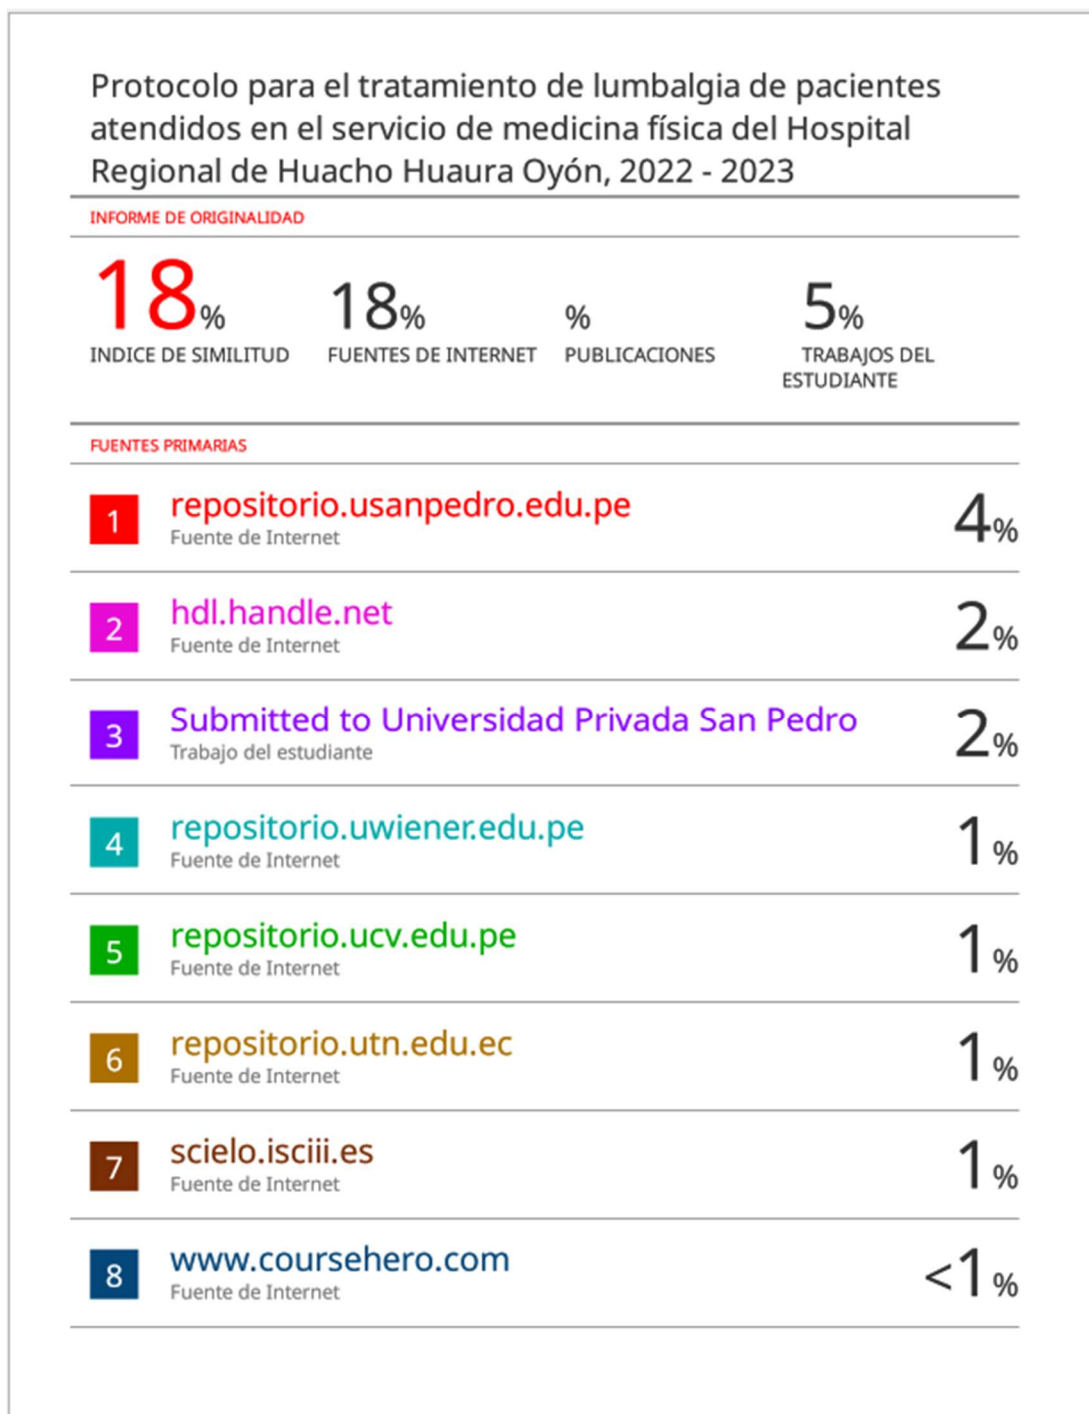 Protocolo para el tratamiento de lumbalgia de pacientes
atendidos en el servicio de medicina física del Hospital
Regional de Huacho Huaura Oyón, 2022 - 2023
INFORME DE ORIGINALIDAD
18%
INDICE DE SIMILITUD
18%
FUENTES DE INTERNET
%
PUBLICACIONES
5%
TRABAJOS DEL
ESTUDIANTE
FUENTES PRIMARIAS
1
repositorio.usanpedro.edu.pe
Fuente de Internet
4%
2
hdl.handle.net
Fuente de Internet
2%
3
Submitted to Universidad Privada San Pedro
Trabajo del estudiante
2%
4
repositorio.uwiener.edu.pe
Fuente de Internet
1%
5
repositorio.ucv.edu.pe
Fuente de Internet
1%
6
repositorio.utn.edu.ec
Fuente de Internet
1%
7
scielo.isciii.es
Fuente de Internet
1%
8
www.coursehero.com
Fuente de Internet
<1%